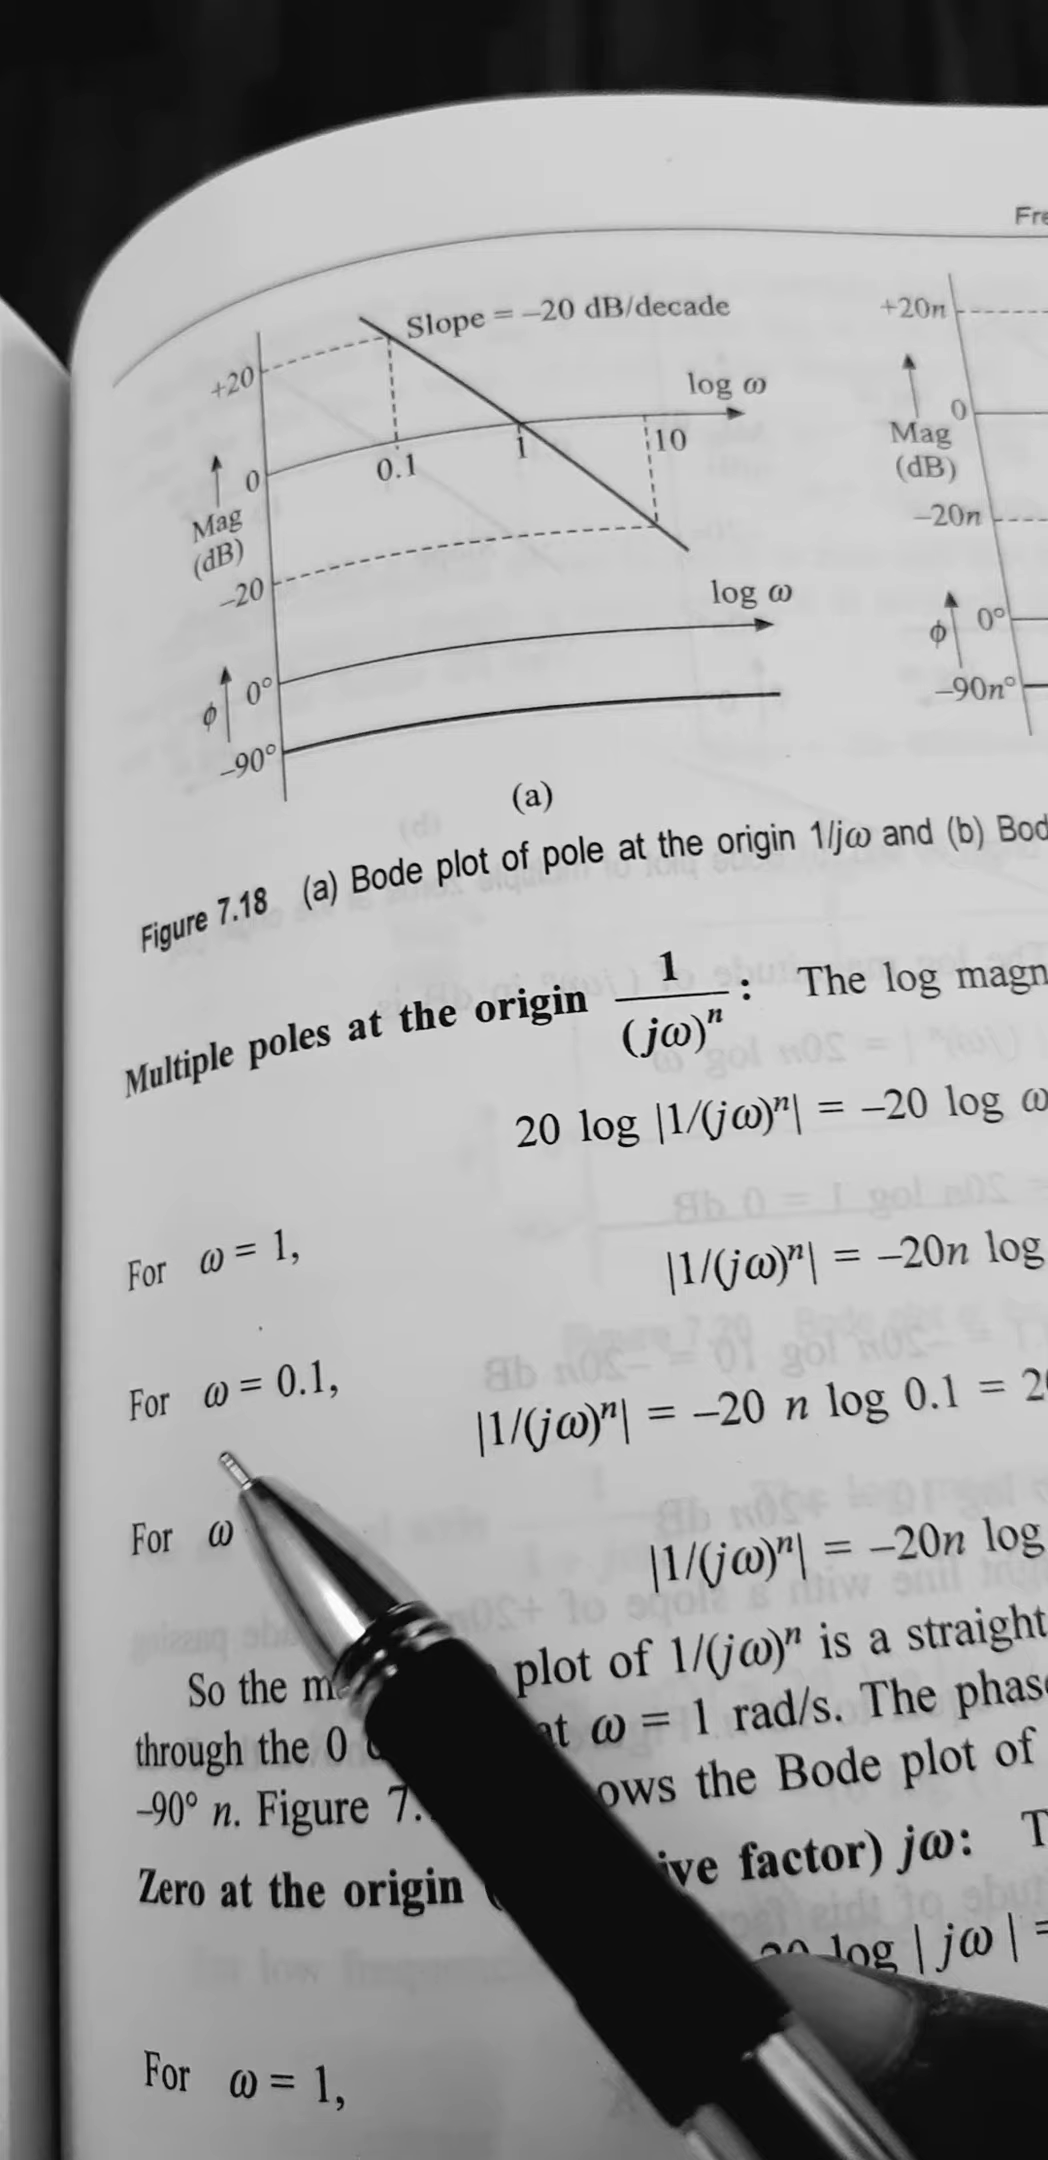 Fre
Slope = –20 dB/decade
+20
log ω
0.1
1
10
0
Mag
(dB)
–20
log ω
ϕ
0°
–90°
(a)
+20n
0
Mag
(dB)
–20n
ϕ
0°
–90n°
Figure 7.18 (a) Bode plot of pole at the origin 1/jω and (b) Bod
Multiple poles at the origin 1/(jω)ⁿ: The log magn
20 log |1/(jω)ⁿ| = –20 log ω
For ω = 1, |1/(jω)ⁿ| = –20n log
For ω = 0.1, |1/(jω)ⁿ| = –20 n log 0.1 = 20
For ω |1/(jω)ⁿ| = –20n log
So the m plot of 1/(jω)ⁿ is a straight
through the 0 at ω = 1 rad/s. The phase
–90° n. Figure 7. ows the Bode plot of
Zero at the origin ive factor) jω: T
20 log | jω | =
For ω = 1,